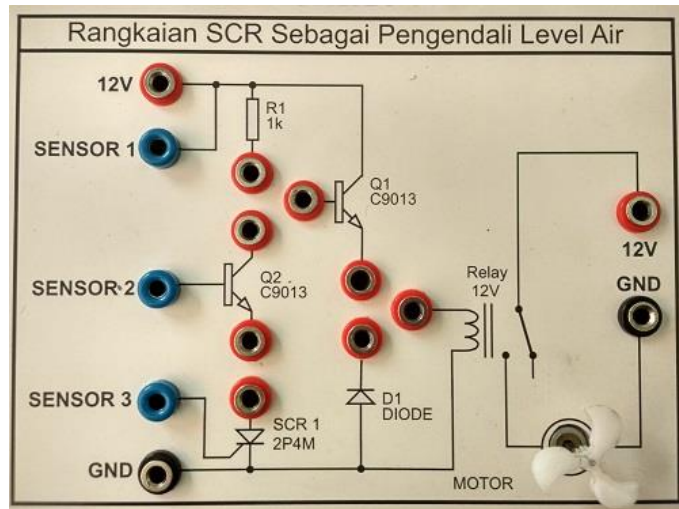 Rangkaian SCR Sebagai Pengendali Level Air
12V
R1
1k
SENSOR 1
Q1
C9013
12V
SENSOR 2
Q2
C9013
Relay
12V
GND
SENSOR 3
SCR 1
2P4M
D1
DIODE
GND
MOTOR